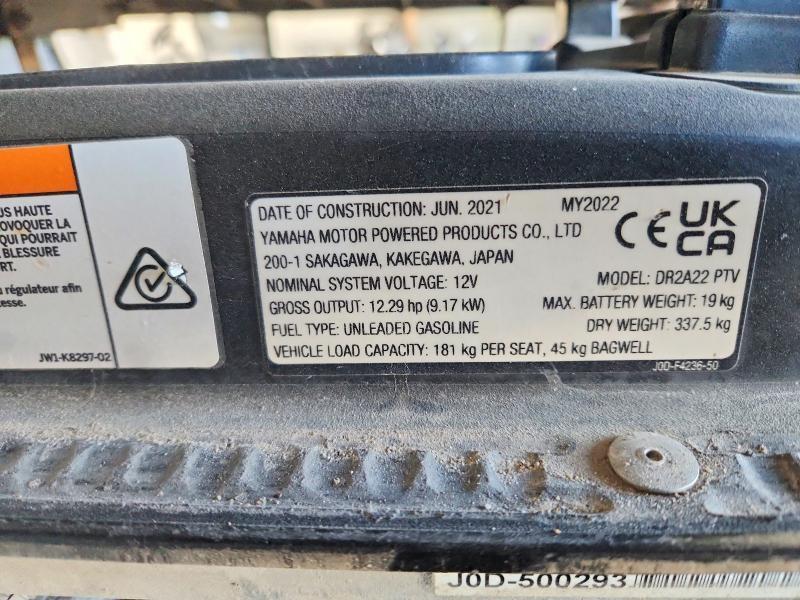 US HAUTE
ROVOQUER LA
QUI POURRAIT
BLESSURE
RT.
u régulateur afin
tesse.
JW1-K8297-02
DATE OF CONSTRUCTION: JUN. 2021 MY2022
YAMAHA MOTOR POWERED PRODUCTS CO., LTD
200-1 SAKAGAWA, KAKEGAWA, JAPAN
NOMINAL SYSTEM VOLTAGE: 12V MODEL: DR2A22 PTV
GROSS OUTPUT: 12.29 hp (9.17 kW) MAX. BATTERY WEIGHT: 19 kg
FUEL TYPE: UNLEADED GASOLINE DRY WEIGHT: 337.5 kg
VEHICLE LOAD CAPACITY: 181 kg PER SEAT, 45 kg BAGWELL
CE UK
CA
J0D-F4236-50
J0D-500293